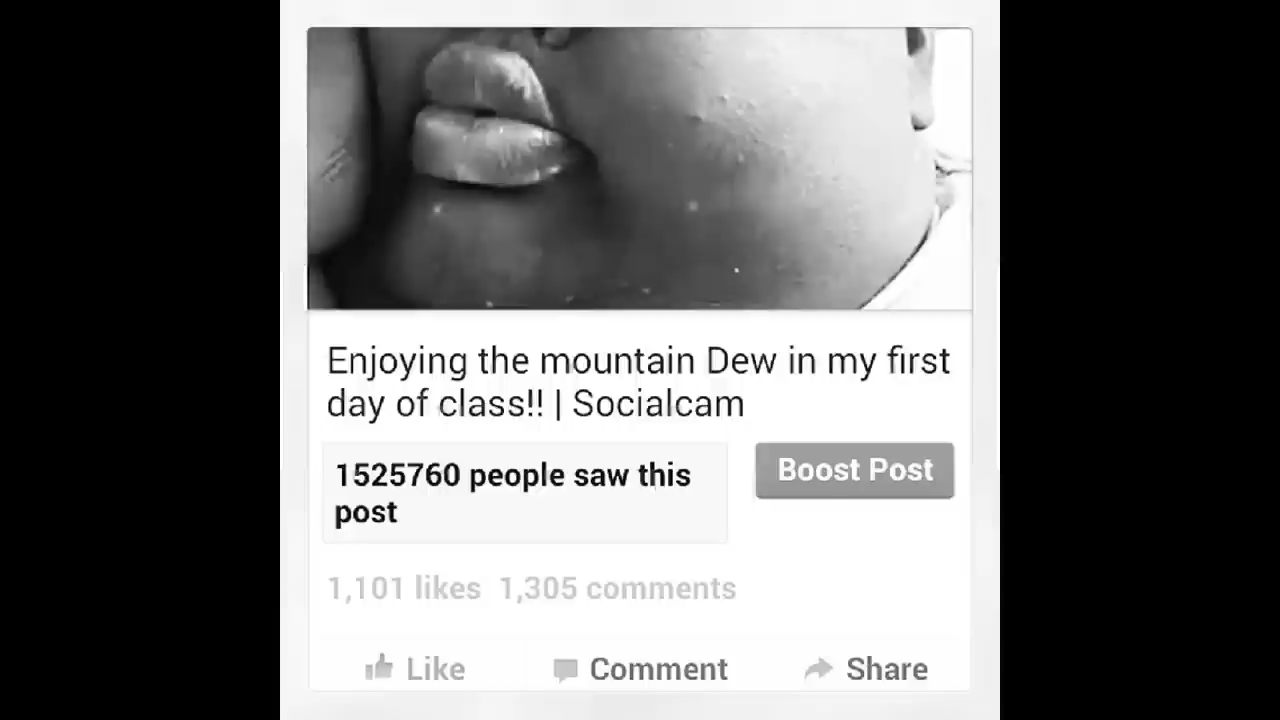 Enjoying the mountain Dew in my first
day of class!! | Socialcam
1525760 people saw this
post
Boost Post
1,101 likes 1,305 comments
Like Comment Share